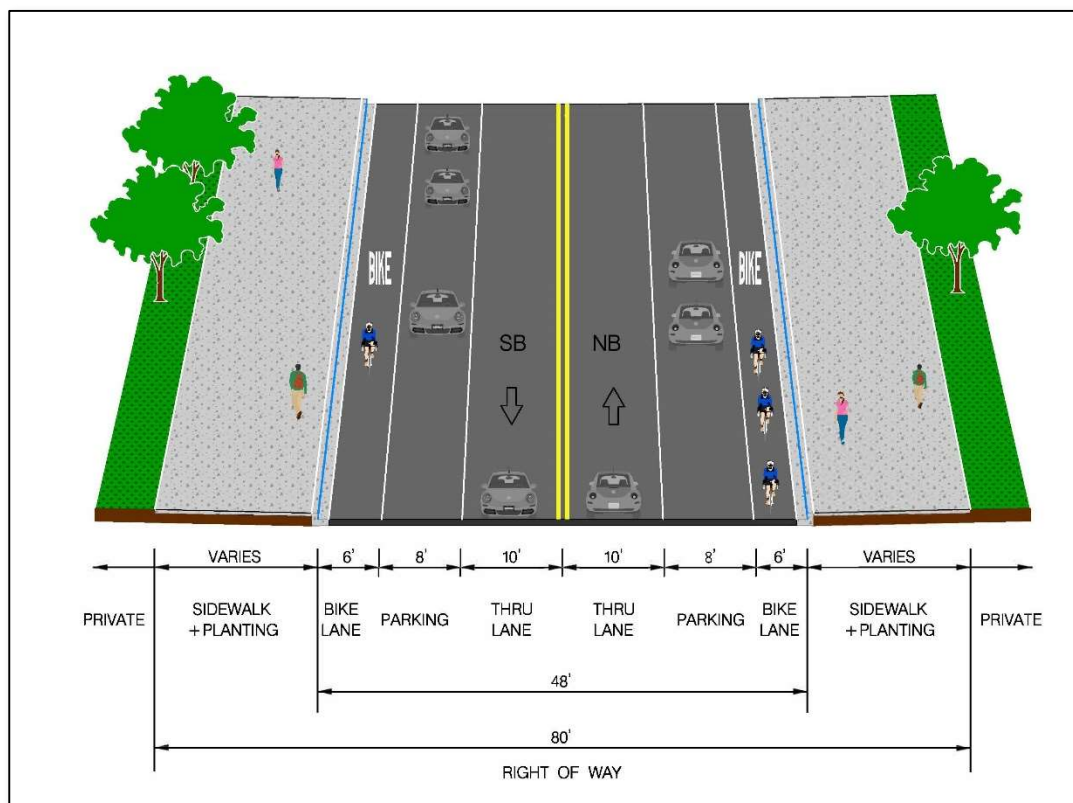 BIKE
BIKE
SB
NB
VARIES
6'
8'
10'
10'
8'
6'
VARIES
PRIVATE
SIDEWALK
+PLANTING
BIKE
LANE
PARKING
THRU
LANE
THRU
LANE
PARKING
BIKE
LANE
SIDEWALK
+PLANTING
PRIVATE
48'
80'
RIGHT OF WAY